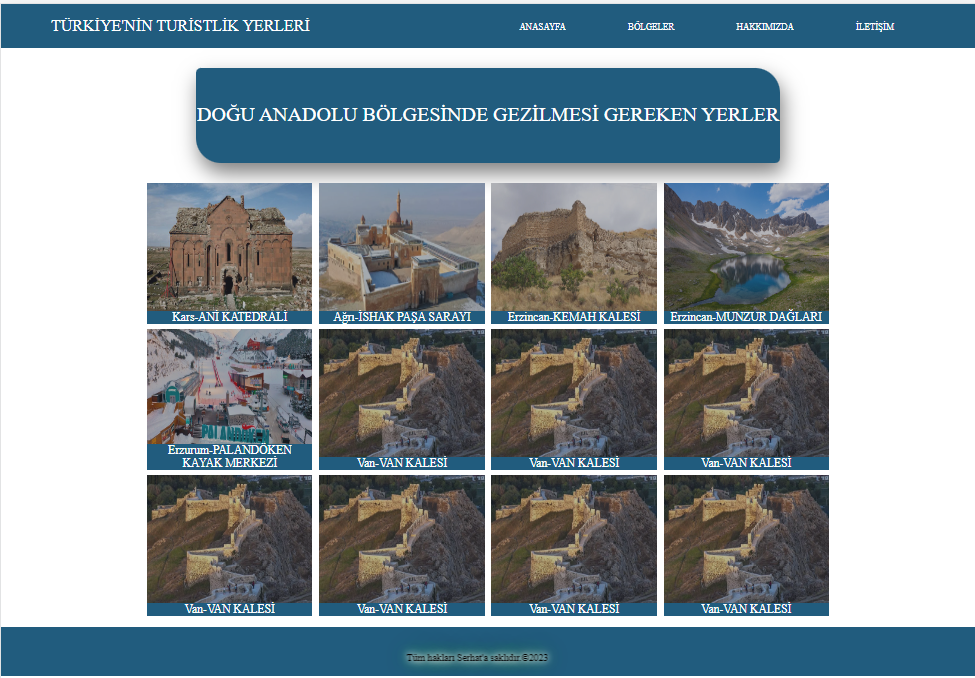 TÜRKİYE'NİN TURİSTLİK YERLERİ
ANASAYFA
BÖLGELER
HAKKIMIZDA
İLETİŞİM
DOĞU ANADOLU BÖLGESİNDE GEZİLMESİ GEREKEN YERLER
Kars-ANİ KATEDRALİ
Ağrı-İSHAK PAŞA SARAYI
Erzincan-KEMAH KALESİ
Erzincan-MUNZUR DAĞLARI
PALANDÖKEN
Erzurum-PALANDÖKEN
KAYAK MERKEZİ
Van-VAN KALESİ
Van-VAN KALESİ
Van-VAN KALESİ
Van-VAN KALESİ
Van-VAN KALESİ
Van-VAN KALESİ
Van-VAN KALESİ
Tüm hakları Serhat'a saklıdır ©2023